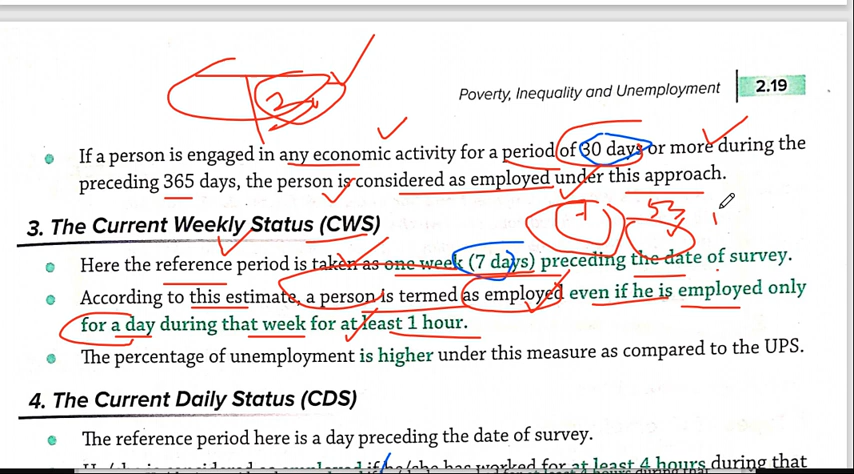 Poverty, Inequality and Unemployment 2.19
If a person is engaged in any economic activity for a period of 30 days or more during the
preceding 365 days, the person is considered as employed under this approach.
3. The Current Weekly Status (CWS)
Here the reference period is taken as one week (7 days) preceding the date of survey.
According to this estimate, a person is termed as employed even if he is employed only
for a day during that week for at least 1 hour.
The percentage of unemployment is higher under this measure as compared to the UPS.
4. The Current Daily Status (CDS)
The reference period here is a day preceding the date of survey.
has worked for at least 4 hours during that